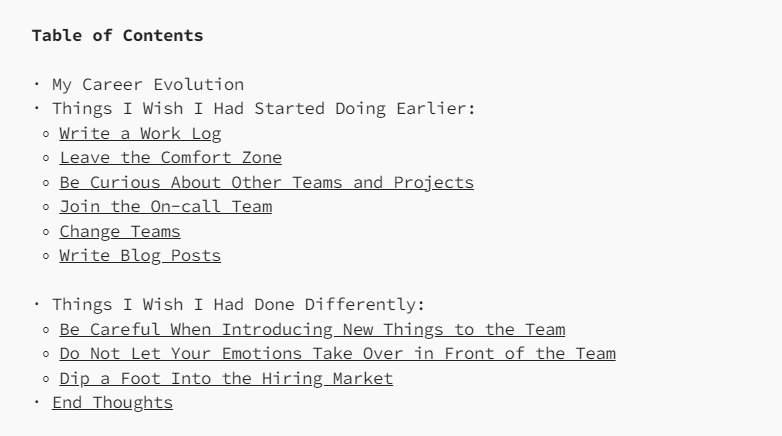 Table of Contents
· My Career Evolution
· Things I Wish I Had Started Doing Earlier:
∘ Write a Work Log
∘ Leave the Comfort Zone
∘ Be Curious About Other Teams and Projects
∘ Join the On-call Team
∘ Change Teams
∘ Write Blog Posts
· Things I Wish I Had Done Differently:
∘ Be Careful When Introducing New Things to the Team
∘ Do Not Let Your Emotions Take Over in Front of the Team
∘ Dip a Foot Into the Hiring Market
· End Thoughts